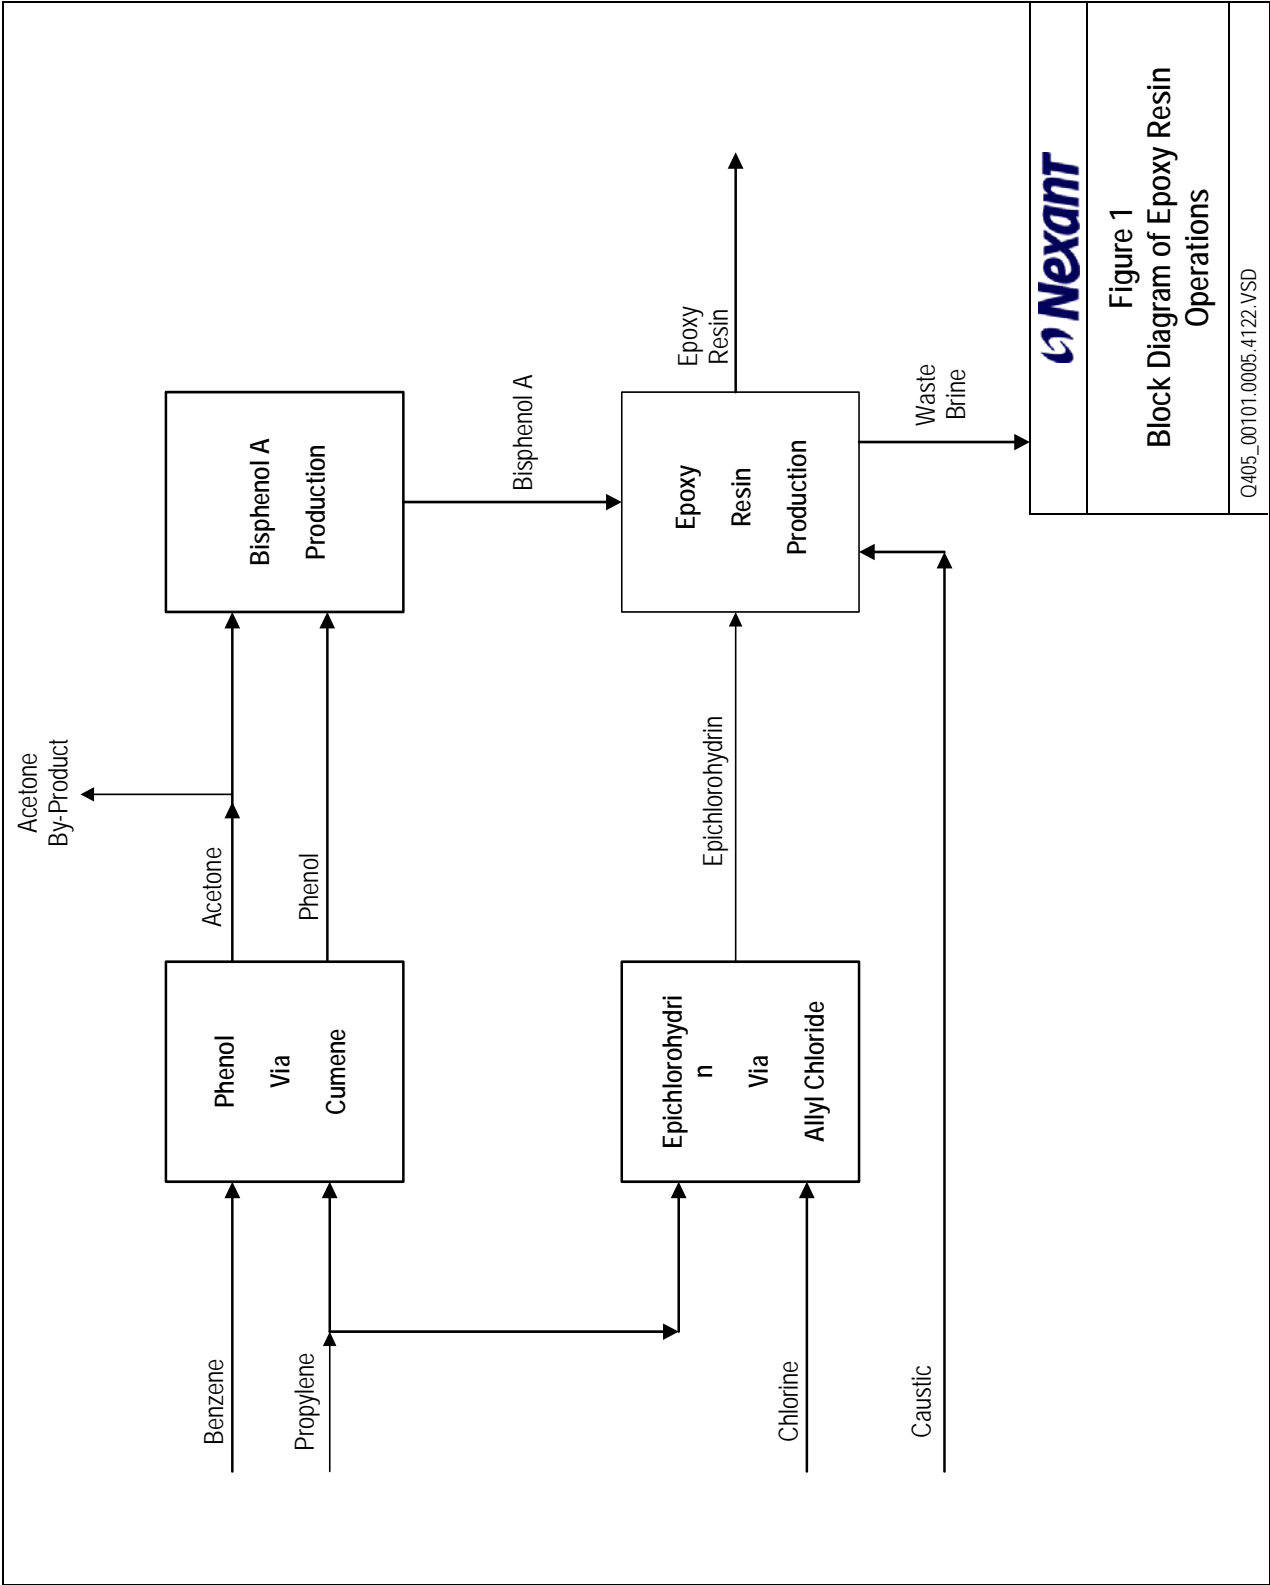 Acetone
By-Product
Benzene
Propylene
Phenol
Via
Cumene
Acetone
Phenol
Bisphenol A
Production
Bisphenol A
Chlorine
Epichlorohydri
n
Via
Allyl Chloride
Epichlorohydrin
Epoxy
Resin
Production
Epoxy
Resin
Caustic
Waste
Brine
Nexant
Figure 1
Block Diagram of Epoxy Resin
Operations
Q405_00101.0005.4122.VSD